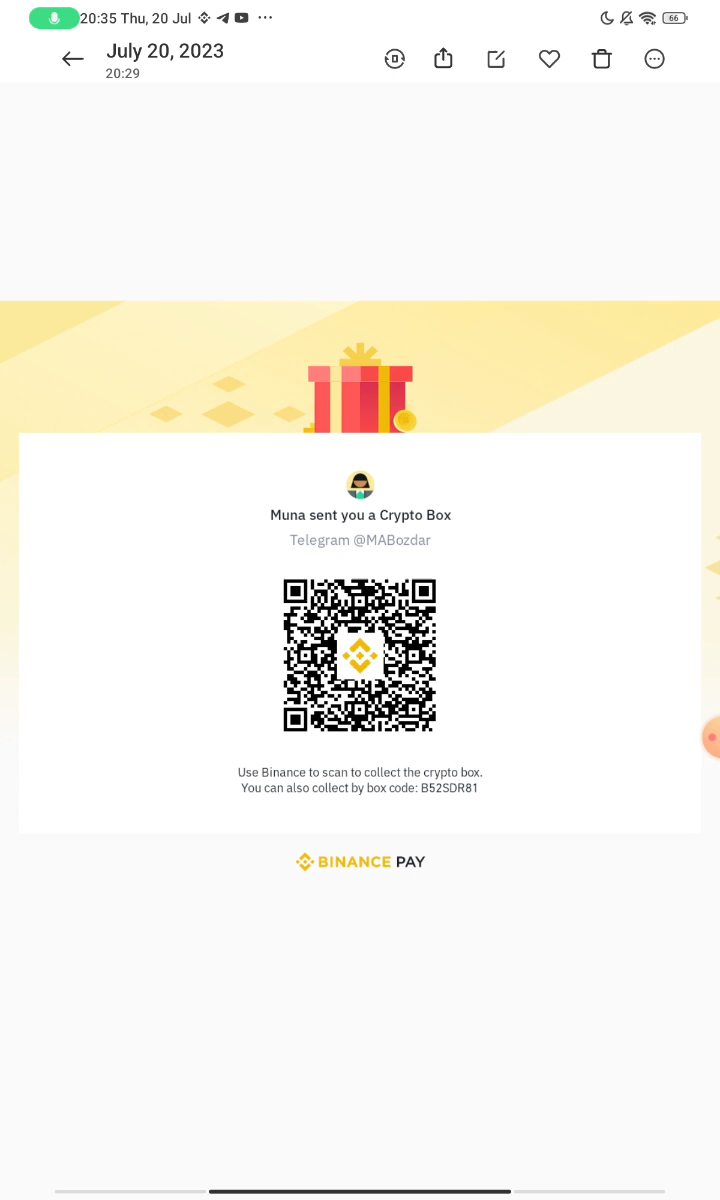 20:35 Thu, 20 Jul
66
July 20, 2023
20:29
Muna sent you a Crypto Box
Telegram @MABozdar
Use Binance to scan to collect the crypto box.
You can also collect by box code: B52SDR81
BINANCE PAY